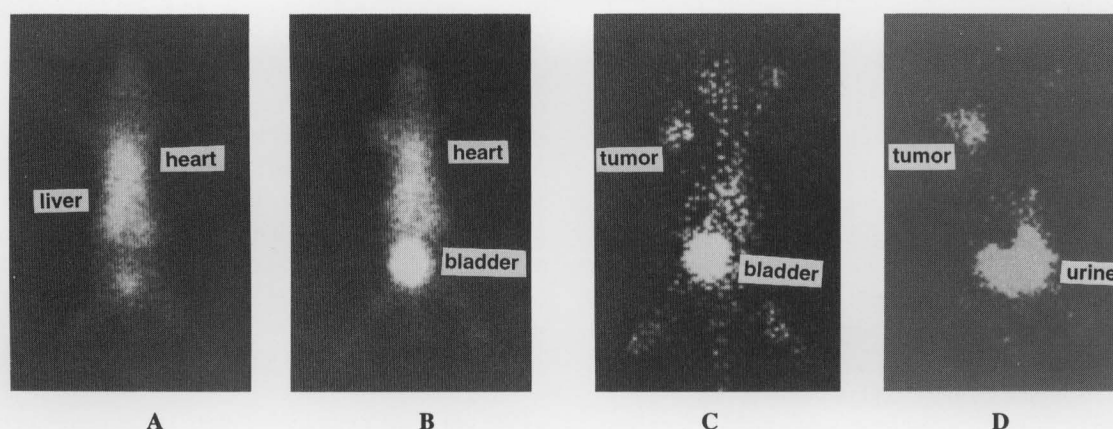 heart
liver
A
heart
bladder
B
tumor
bladder
C
tumor
urine
D